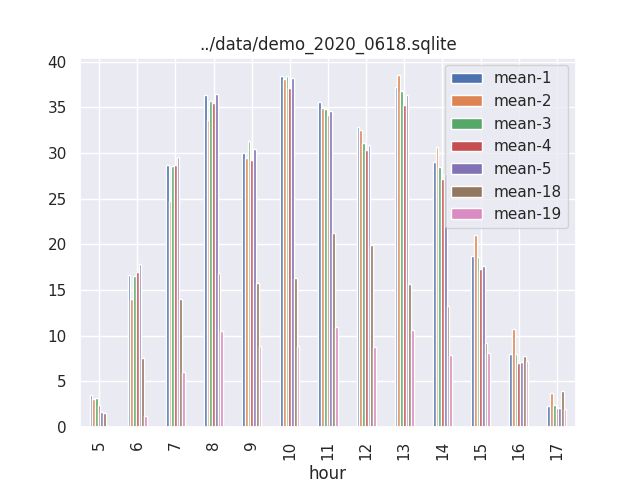 ../data/demo_2020_0618.sqlite
40
35
30
25
20
15
10
5
0
mean-1
mean-2
mean-3
mean-4
mean-5
mean-18
mean-19
5 6 7 8 9 10 11 12 13 14 15 16 17
hour